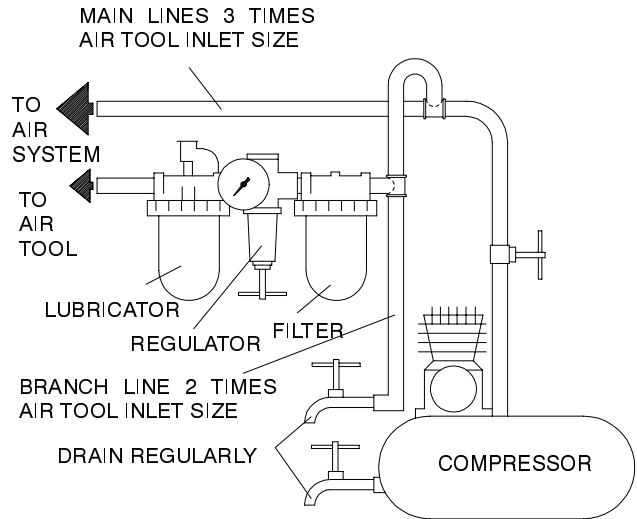 MAIN LINES 3 TIMES
AIR TOOL INLET SIZE
TO
AIR
SYSTEM
TO
AIR
TOOL
LUBRICATOR
REGULATOR
FILTER
BRANCH LINE 2 TIMES
AIR TOOL INLET SIZE
DRAIN REGULARLY
COMPRESSOR